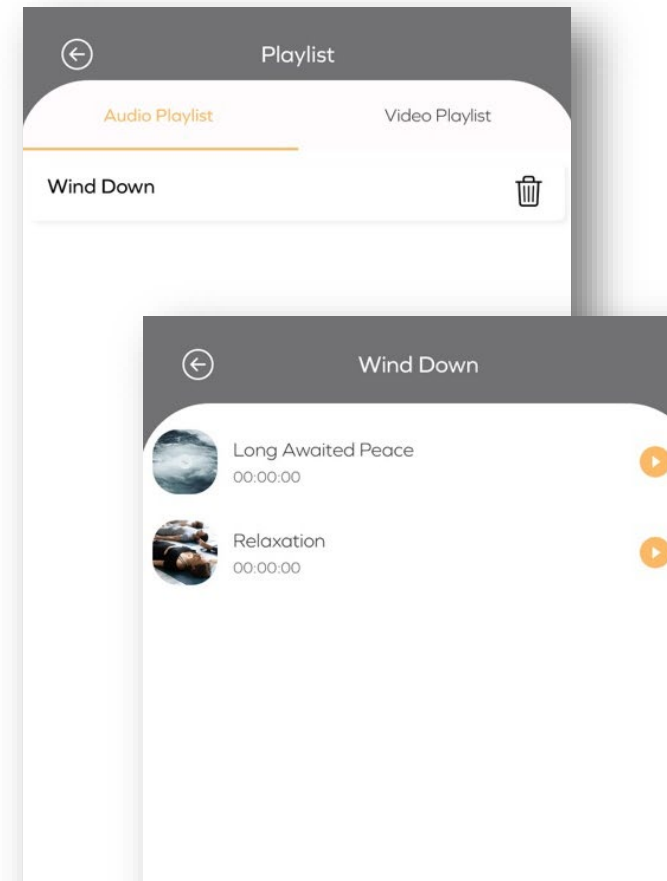 Playlist
Audio Playlist Video Playlist
Wind Down
Wind Down
Long Awaited Peace
00:00:00
Relaxation
00:00:00